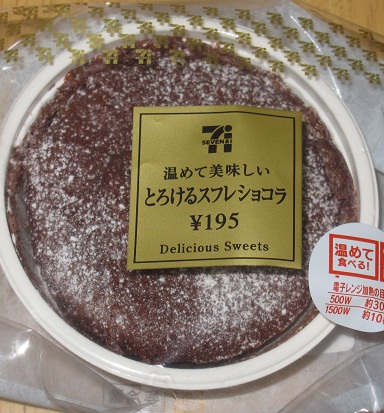 SEVEN & i
温めて美味しい
とろけるスフレショコラ
¥195
Delicious Sweets
温めて
食べる!
電子レンジ加熱の目
500W 約30
1500W 約10